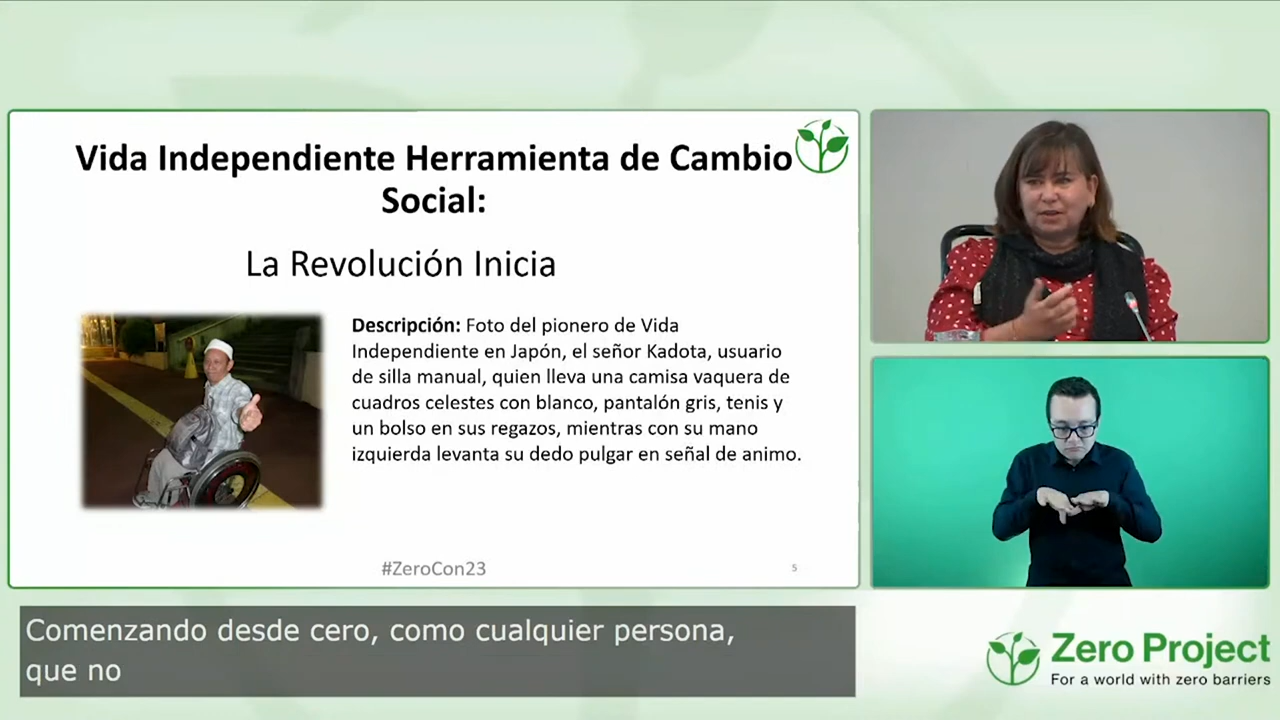 Vida Independiente Herramienta de Cambio
Social:
La Revolución Inicia
Descripción: Foto del pionero de Vida
Independiente en Japón, el señor Kadota, usuario
de silla manual, quien lleva una camisa vaquera de
cuadros celestes con blanco, pantalón gris, tenis y
un bolso en sus regazos, mientras con su mano
izquierda levanta su dedo pulgar en señal de animo.
#ZeroCon23
5
Comenzando desde cero, como cualquier persona,
que no
Zero Project
For a world with zero barriers